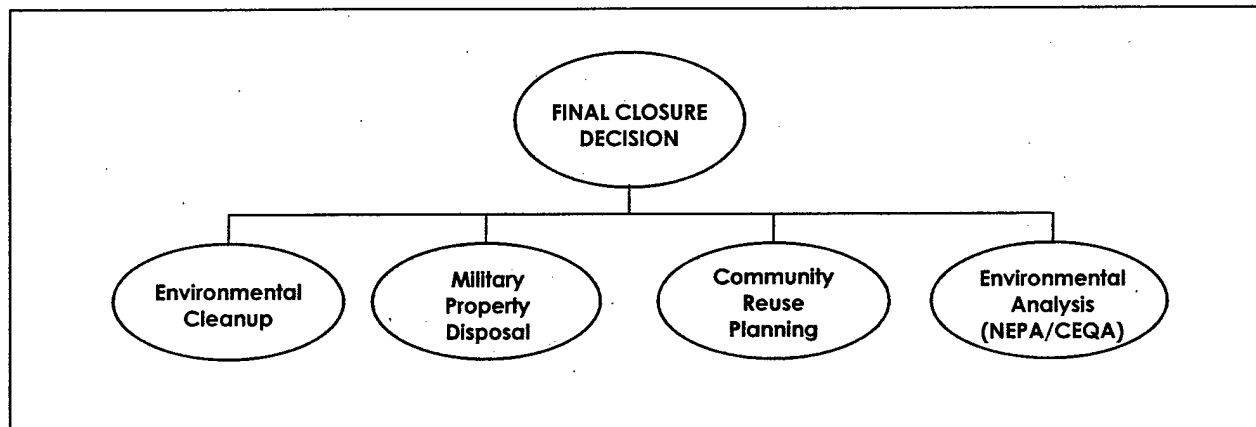 FINAL CLOSURE
DECISION
Environmental
Cleanup
Military
Property
Disposal
Community
Reuse
Planning
Environmental
Analysis
(NEPA/CEQA)